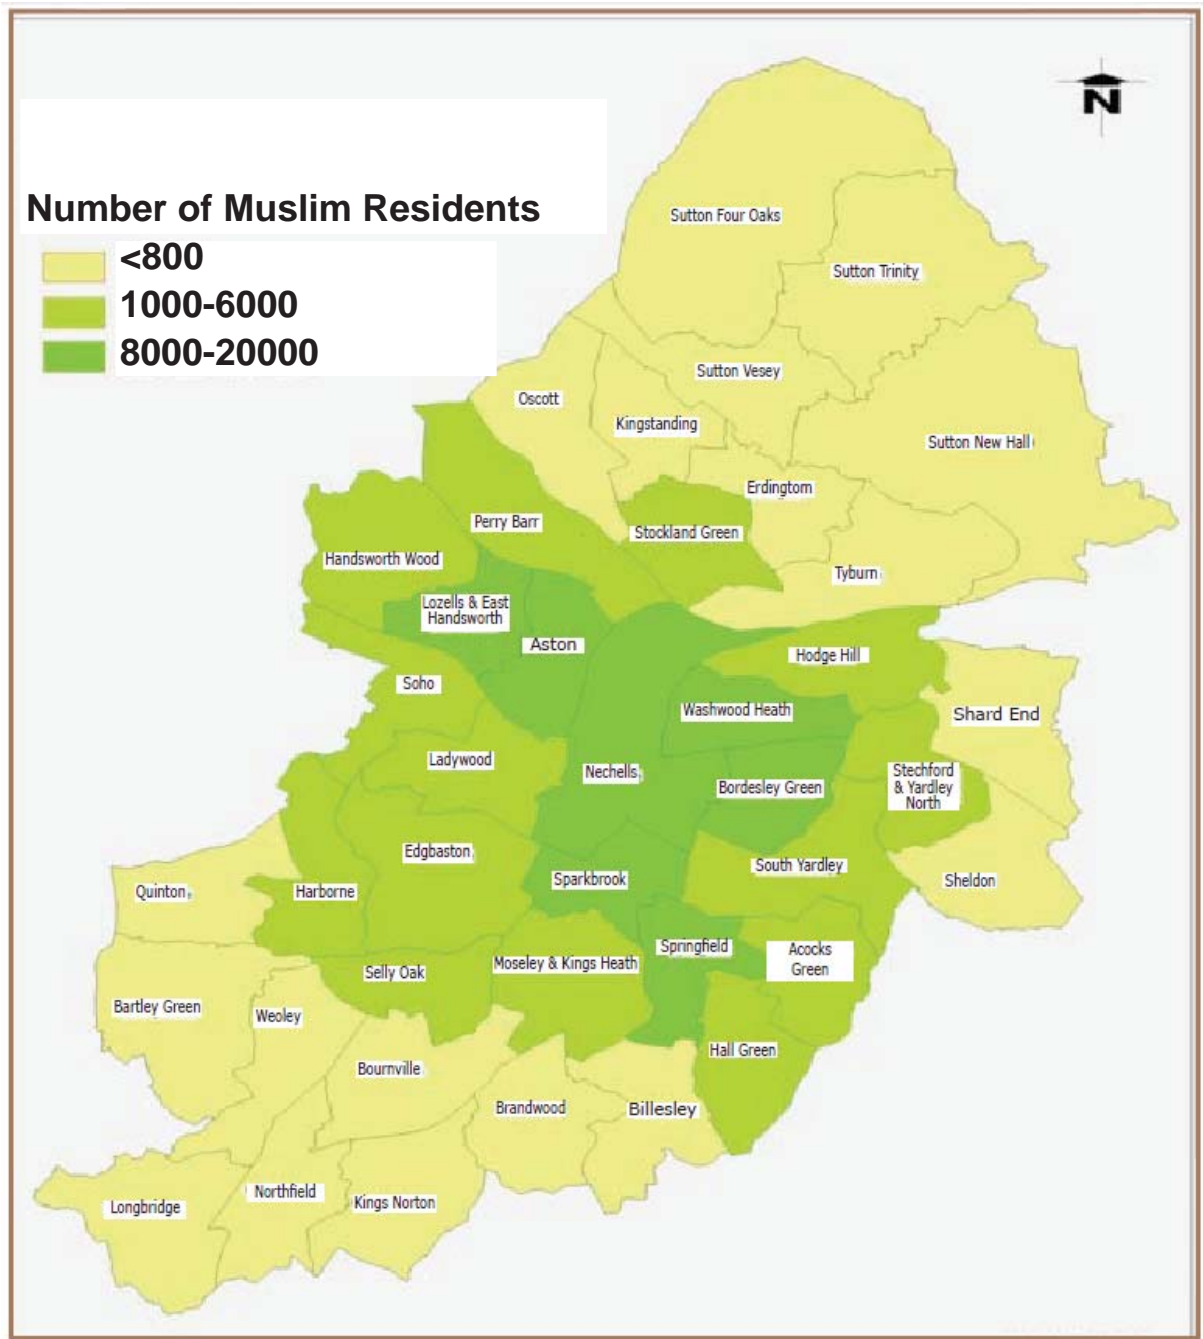 N
Number of Muslim Residents
<800
1000-6000
8000-20000
Sutton Four Oaks
Sutton Trinity
Sutton Vesey
Oscott
Kingstanding
Sutton New Hall
Erdingtom
Perry Barr
Stockland Green
Handsworth Wood
Tyburn
Lozells & East
Handsworth
Aston
Hodge Hill
Soho
Washwood Heath
Shard End
Ladywood
Nechells
Bordesley Green
Stechford
& Yardley
North
Edgbaston
South Yardley
Quinton
Harborne
Sparkbrook
Sheldon
Springfield
Acocks
Green
Selly Oak
Moseley & Kings Heath
Bartley Green
Weoley
Hall Green
Bournville
Brandwood
Billesley
Longbridge
Northfield
Kings Norton